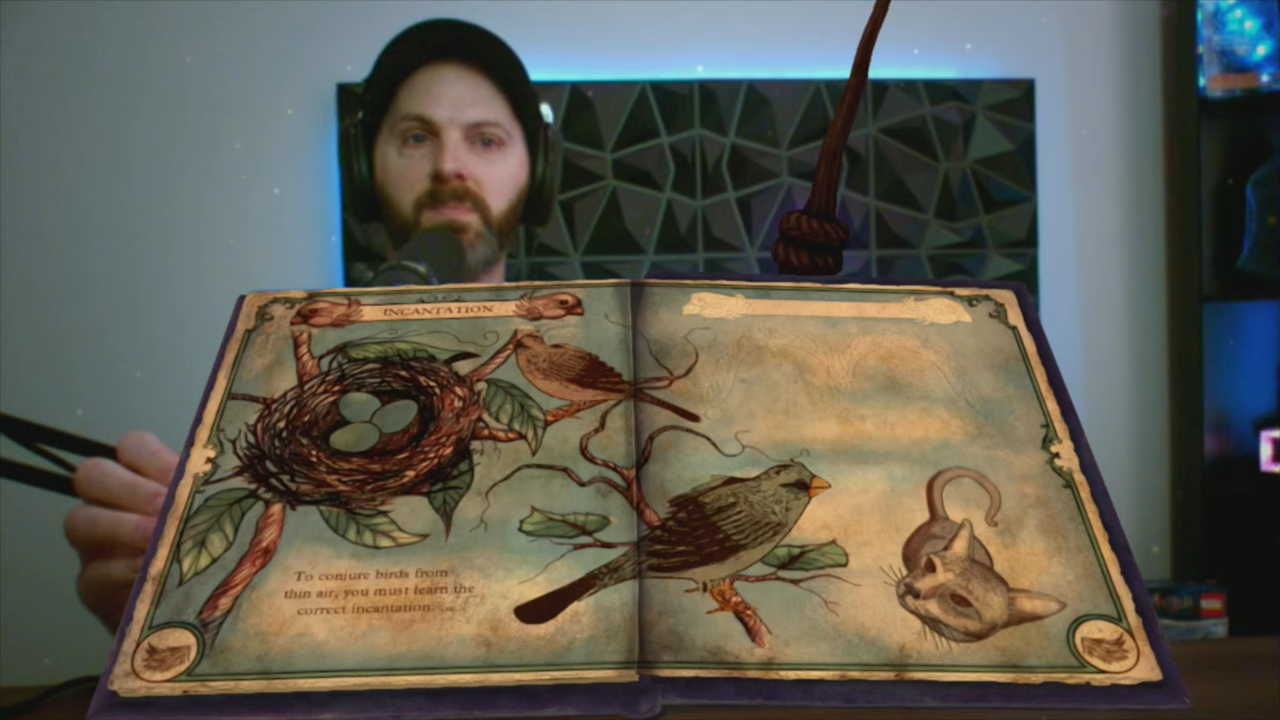 INCANTATION
To conjure birds from
thin air, you must learn the
correct incantation: